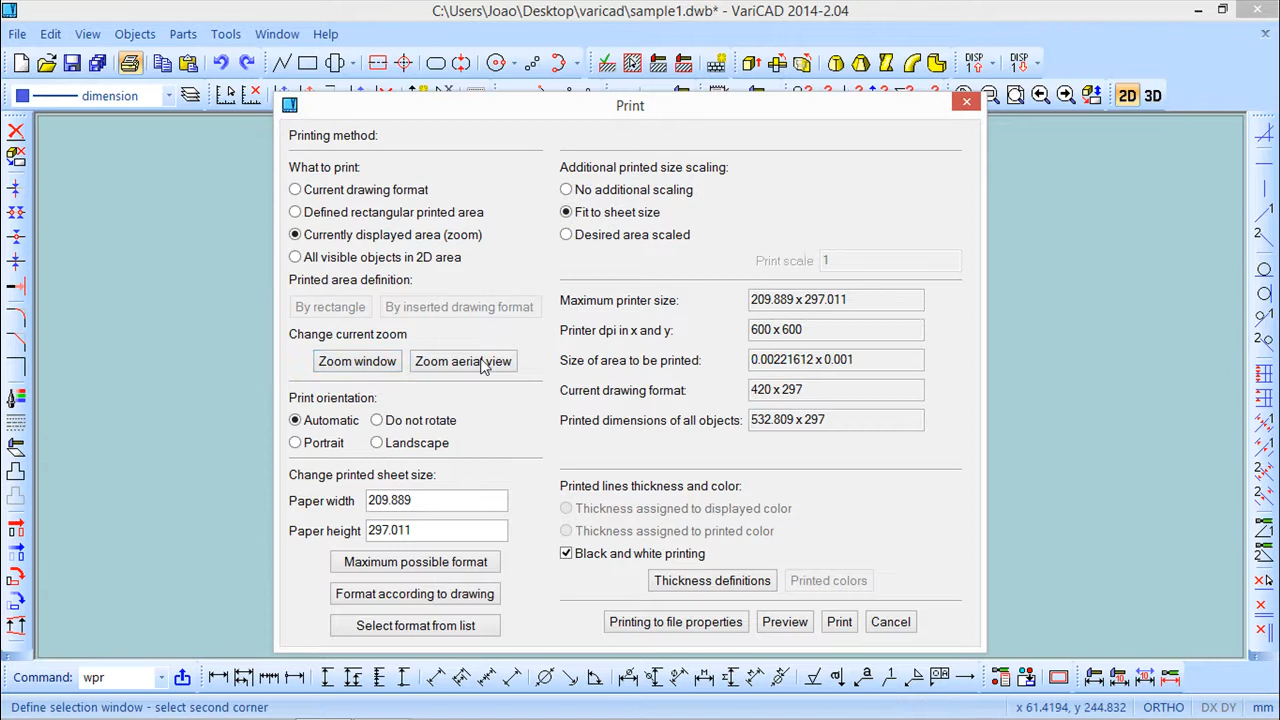 C:\Users\Joao\Desktop\varicad\sample1.dwb* - VariCAD 2014-2.04
File Edit View Objects Parts Tools Window Help
DISP 1 DISP 1
dimension 2D 3D
Print
Printing method:
What to print:
Current drawing format
Defined rectangular printed area
Currently displayed area (zoom)
All visible objects in 2D area
Printed area definition:
By rectangle By inserted drawing format
Change current zoom
Zoom window Zoom aerial view
Print orientation:
Automatic Do not rotate
Portrait Landscape
Change printed sheet size:
Paper width 209.889
Paper height 297.011
Maximum possible format
Format according to drawing
Select format from list
Additional printed size scaling:
No additional scaling
Fit to sheet size
Desired area scaled
Print scale 1
Maximum printer size: 209.889 x 297.011
Printer dpi in x and y: 600 x 600
Size of area to be printed: 0.00221612 x 0.001
Current drawing format: 420 x 297
Printed dimensions of all objects: 532.809 x 297
Printed lines thickness and color:
Thickness assigned to displayed color
Thickness assigned to printed color
Black and white printing
Thickness definitions Printed colors
Printing to file properties Preview Print Cancel
Command: wpr
Define selection window - select second corner x 61.4194, y 244.832 ORTHO DX DY mm